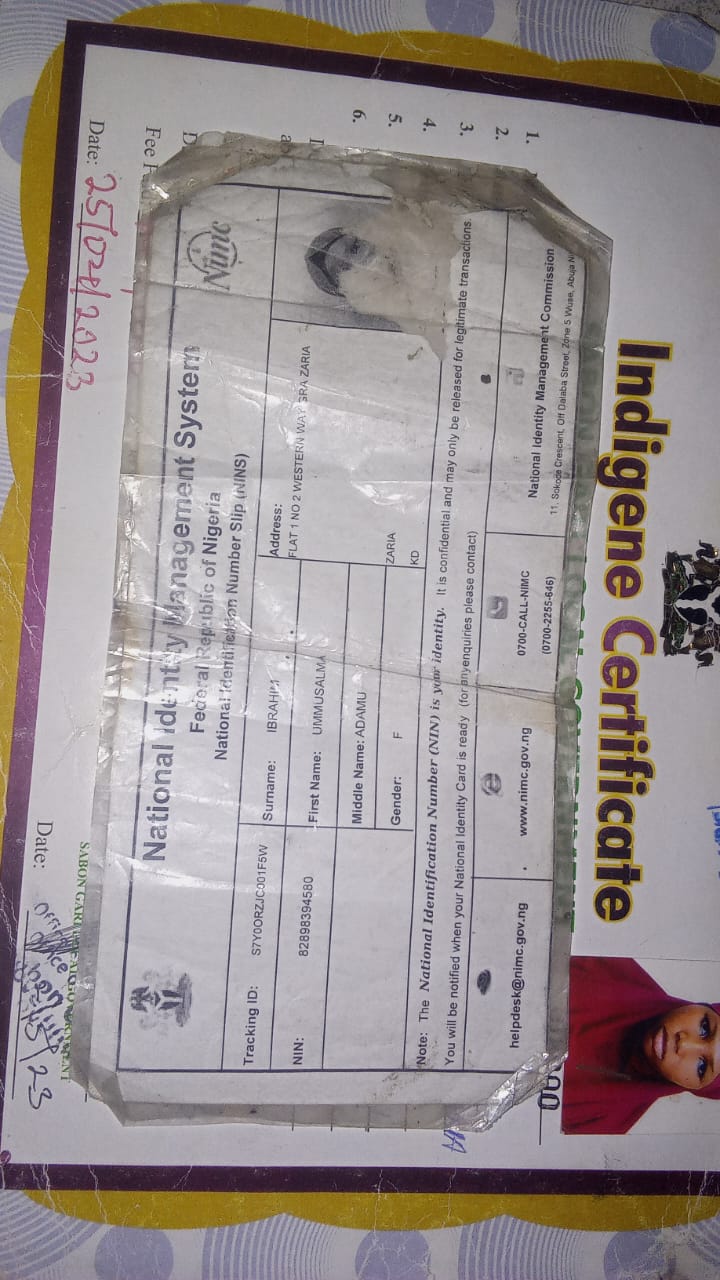 Indigene Certificate
1.
2.
3.
4.
5.
6.
Date: 25/02/2023
Date:
National Identity Management System
Federal Republic of Nigeria
National Identification Number Slip (NINS)
nimc
Tracking ID: S7Y0ORZJC001F5W
Surname: IBRAHIM
Address:
FLAT 1 NO 2 WESTERN WAY GRA ZARIA
NIN: 82898394580
First Name: UMMUSALMA
Middle Name: ADAMU
Gender: F
ZARIA
KD
Note: The National Identification Number (NIN) is your identity. It is confidential and may only be released for legitimate transactions.
You will be notified when your National Identity Card is ready (for any enquiries please contact)
helpdesk@nimc.gov.ng
www.nimc.gov.ng
0700-CALL-NIMC
(0700-2255-646)
National Identity Management Commission
11, Sokode Crescent, Off Dalaba Street, Zone 5 Wuse, Abuja